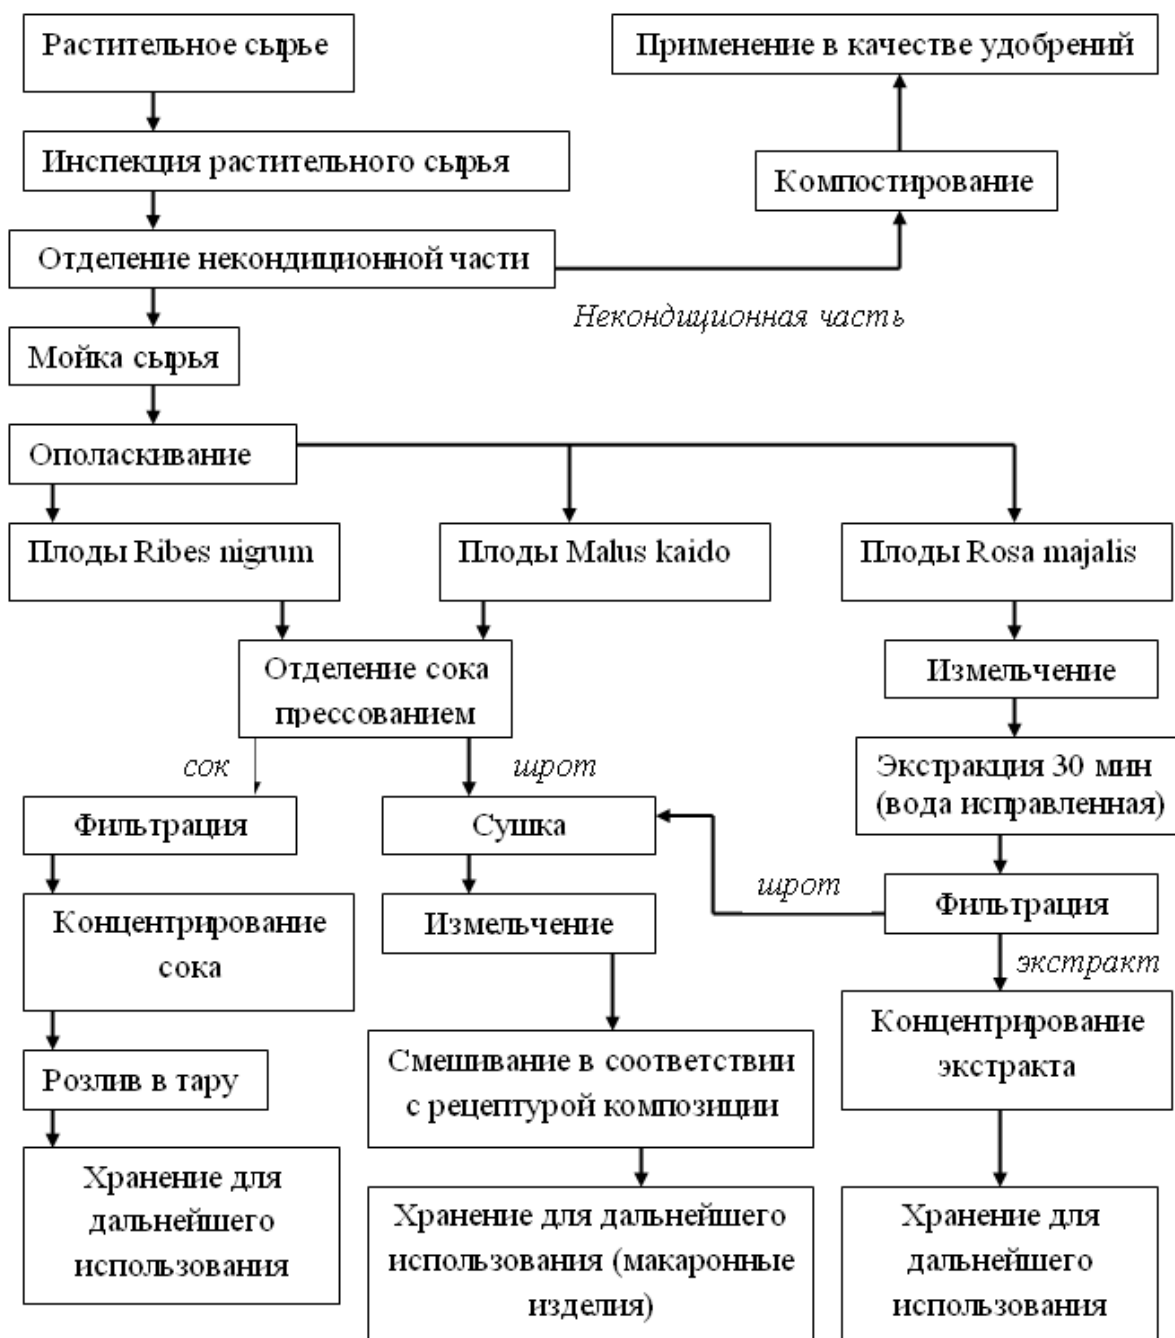 Растительное сырье
Применение в качестве удобрений
Инспекция растительного сырья
Компостирование
Отделение некондиционной части
Некондиционная часть
Мойка сырья
Ополаскивание
Плоды Ribes nigrum
Плоды Malus kaido
Плоды Rosa majalis
Отделение сока
прессованием
Измельчение
сок
шрот
Экстракция 30 мин
(вода исправленная)
Фильтрация
Сушка
шрот
Фильтрация
Концентрирование
сока
Измельчение
экстракт
Концентрирование
экстракта
Розлив в тару
Смешивание в соответствии
с рецептурой композиции
Хранение для
дальнейшего
использования
Хранение для дальнейшего
использования (макаронные
изделия)
Хранение для
дальнейшего
использования